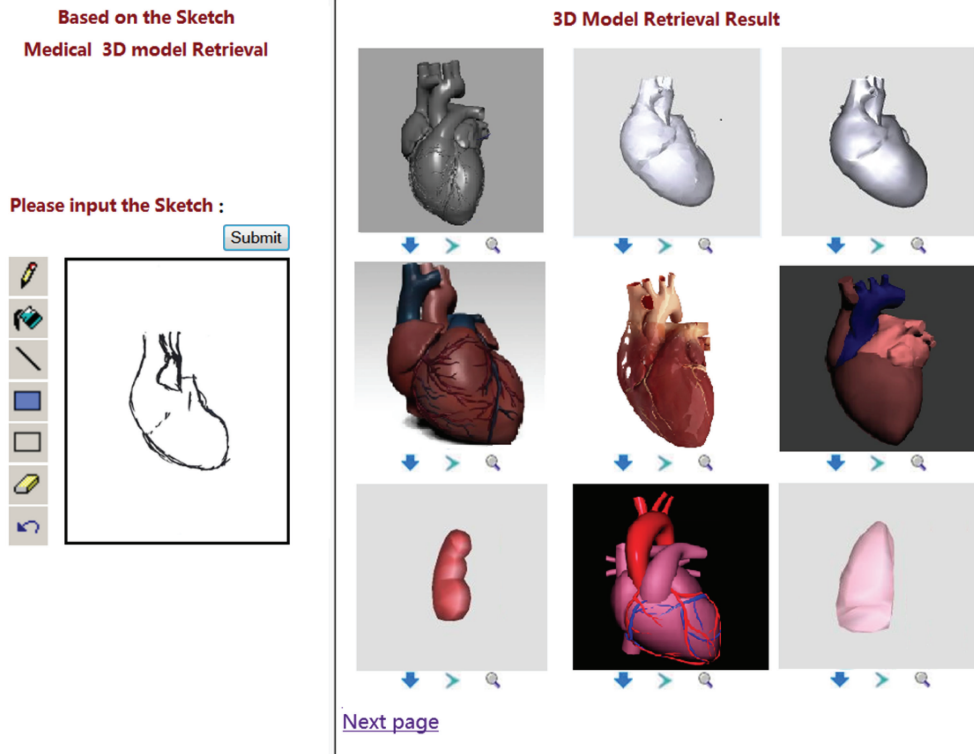 Based on the Sketch
Medical 3D model Retrieval
Please input the Sketch :
Submit
3D Model Retrieval Result
Next page